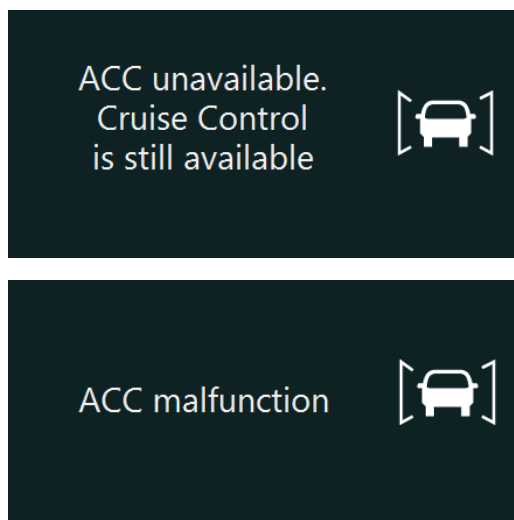 ACC unavailable.
Cruise Control
is still available
ACC malfunction